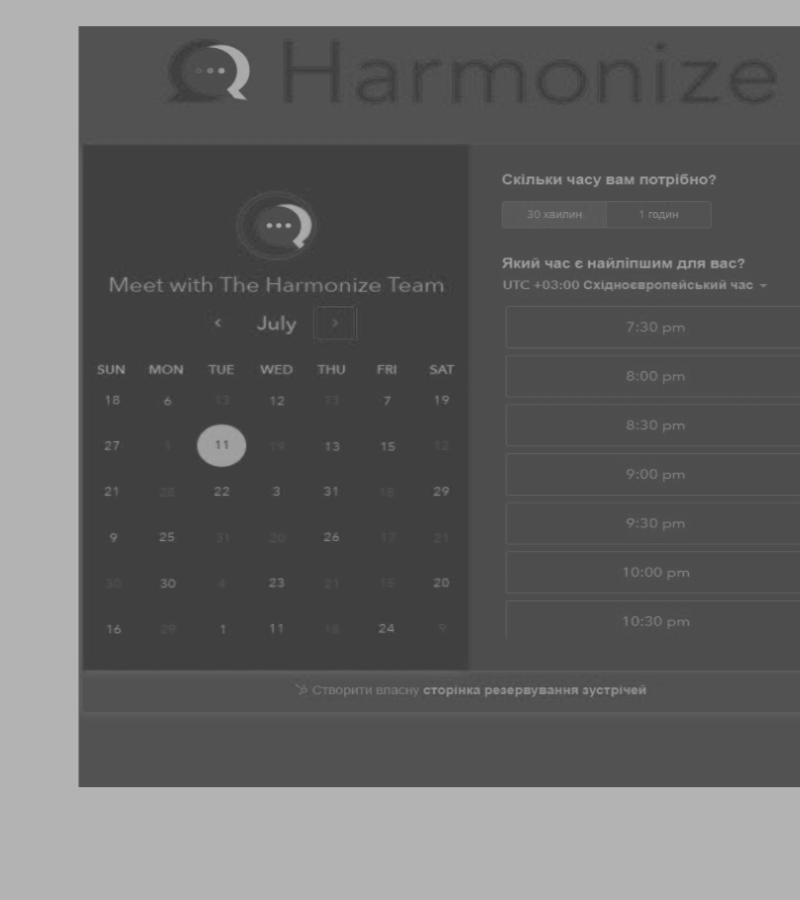 Harmonize
Meet with The Harmonize Team
July
SUN MON TUE WED THU FRI SAT
18 6 13 12 13 7 19
27 11 19 13 15 12
21 28 22 3 31 18 29
9 25 31 20 26 17 21
30 30 4 23 21 15 20
16 29 1 11 18 24 9
Скільки часу вам потрібно?
30 хвилин 1 годин
Який час є найліпшим для вас?
UTC +03:00 Східноєвропейський час
7:30 pm
8:00 pm
8:30 pm
9:00 pm
9:30 pm
10:00 pm
10:30 pm
Створити власну сторінка резервування зустрічей